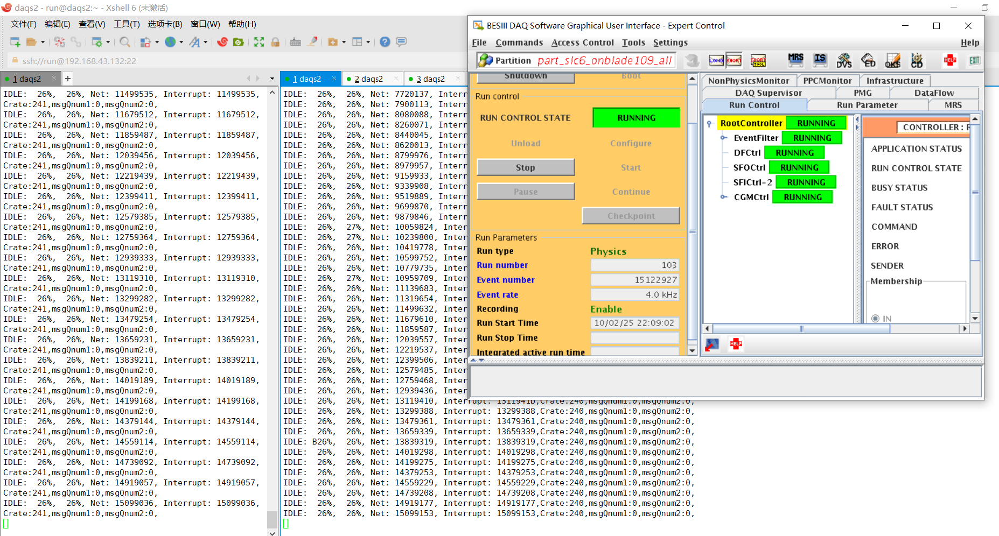 daqs2 - run@daqs2:~ - Xshell 6 (未激活)
文件(F) 编辑(E) 查看(V) 工具(T) 选项卡(B) 窗口(W) 帮助(H)
ssh://run@192.168.43.132:22
1 daqs2
IDLE:  26%,  26%, Net: 11499535, Interrupt: 11499535,
Crate:241,msgQnum1:0,msgQnum2:0,
IDLE:  26%,  26%, Net: 11679512, Interrupt: 11679512,
Crate:241,msgQnum1:0,msgQnum2:0,
IDLE:  26%,  26%, Net: 11859487, Interrupt: 11859487,
Crate:241,msgQnum1:0,msgQnum2:0,
IDLE:  26%,  26%, Net: 12039456, Interrupt: 12039456,
Crate:241,msgQnum1:0,msgQnum2:0,
IDLE:  26%,  26%, Net: 12219439, Interrupt: 12219439,
Crate:241,msgQnum1:0,msgQnum2:0,
IDLE:  26%,  26%, Net: 12399411, Interrupt: 12399411,
Crate:241,msgQnum1:0,msgQnum2:0,
IDLE:  26%,  26%, Net: 12579385, Interrupt: 12579385,
Crate:241,msgQnum1:0,msgQnum2:0,
IDLE:  26%,  26%, Net: 12759364, Interrupt: 12759364,
Crate:241,msgQnum1:0,msgQnum2:0,
IDLE:  26%,  26%, Net: 12939333, Interrupt: 12939333,
Crate:241,msgQnum1:0,msgQnum2:0,
IDLE:  26%,  26%, Net: 13119310, Interrupt: 13119310,
Crate:241,msgQnum1:0,msgQnum2:0,
IDLE:  26%,  26%, Net: 13299282, Interrupt: 13299282,
Crate:241,msgQnum1:0,msgQnum2:0,
IDLE:  26%,  26%, Net: 13479254, Interrupt: 13479254,
Crate:241,msgQnum1:0,msgQnum2:0,
IDLE:  26%,  26%, Net: 13659231, Interrupt: 13659231,
Crate:241,msgQnum1:0,msgQnum2:0,
IDLE:  26%,  26%, Net: 13839211, Interrupt: 13839211,
Crate:241,msgQnum1:0,msgQnum2:0,
IDLE:  26%,  26%, Net: 14019189, Interrupt: 14019189,
Crate:241,msgQnum1:0,msgQnum2:0,
IDLE:  26%,  26%, Net: 14199168, Interrupt: 14199168,
Crate:241,msgQnum1:0,msgQnum2:0,
IDLE:  26%,  26%, Net: 14379144, Interrupt: 14379144,
Crate:241,msgQnum1:0,msgQnum2:0,
IDLE:  26%,  26%, Net: 14559114, Interrupt: 14559114,
Crate:241,msgQnum1:0,msgQnum2:0,
IDLE:  26%,  26%, Net: 14739092, Interrupt: 14739092,
Crate:241,msgQnum1:0,msgQnum2:0,
IDLE:  26%,  26%, Net: 14919057, Interrupt: 14919057,
Crate:241,msgQnum1:0,msgQnum2:0,
IDLE:  26%,  26%, Net: 15099036, Interrupt: 15099036,
Crate:241,msgQnum1:0,msgQnum2:0,
1 daqs2 2 daqs2 3 daqs2
IDLE:  26%,  26%, Net: 7720137, Interr
IDLE:  26%,  26%, Net: 7900113, Interr
IDLE:  26%,  26%, Net: 8080088, Interr
IDLE:  26%,  26%, Net: 8260071, Interr
IDLE:  26%,  26%, Net: 8440045, Interr
IDLE:  26%,  26%, Net: 8620013, Interr
IDLE:  26%,  26%, Net: 8799976, Interr
IDLE:  26%,  26%, Net: 8979957, Interr
IDLE:  26%,  26%, Net: 9159933, Interr
IDLE:  26%,  26%, Net: 9339908, Interr
IDLE:  26%,  26%, Net: 9519889, Interr
IDLE:  26%,  26%, Net: 9699870, Interr
IDLE:  26%,  26%, Net: 9879846, Interr
IDLE:  26%,  27%, Net: 10059824, Inter
IDLE:  26%,  27%, Net: 10239800, Inter
IDLE:  26%,  26%, Net: 10419778, Inter
IDLE:  26%,  26%, Net: 10599752, Inter
IDLE:  26%,  26%, Net: 10779735, Inter
IDLE:  26%,  27%, Net: 10959709, Inter
IDLE:  26%,  26%, Net: 11139683, Inter
IDLE:  26%,  26%, Net: 11319654, Inter
IDLE:  26%,  26%, Net: 11499632, Inter
IDLE:  26%,  26%, Net: 11679610, Inter
IDLE:  26%,  26%, Net: 11859587, Inter
IDLE:  26%,  26%, Net: 12039557, Inter
IDLE:  26%,  26%, Net: 12219537, Inter
IDLE:  26%,  26%, Net: 12399506, Inter
IDLE:  26%,  26%, Net: 12579485, Inter
IDLE:  26%,  26%, Net: 12759468, Inter
IDLE:  26%,  26%, Net: 12939436, Inter
IDLE:  26%,  26%, Net: 13119410, Interrupt: 1311941b,Crate:240,msgQnum1:0,msgQnum2:0,
IDLE:  26%,  26%, Net: 13299388, Interrupt: 13299388,Crate:240,msgQnum1:0,msgQnum2:0,
IDLE:  26%,  26%, Net: 13479361, Interrupt: 13479361,Crate:240,msgQnum1:0,msgQnum2:0,
IDLE:  26%,  26%, Net: 13659339, Interrupt: 13659339,Crate:240,msgQnum1:0,msgQnum2:0,
IDLE: B26%,  26%, Net: 13839319, Interrupt: 13839319,Crate:240,msgQnum1:0,msgQnum2:0,
IDLE:  26%,  26%, Net: 14019298, Interrupt: 14019298,Crate:240,msgQnum1:0,msgQnum2:0,
IDLE:  26%,  26%, Net: 14199275, Interrupt: 14199275,Crate:240,msgQnum1:0,msgQnum2:0,
IDLE:  26%,  26%, Net: 14379253, Interrupt: 14379253,Crate:240,msgQnum1:0,msgQnum2:0,
IDLE:  26%,  26%, Net: 14559229, Interrupt: 14559229,Crate:240,msgQnum1:0,msgQnum2:0,
IDLE:  26%,  26%, Net: 14739208, Interrupt: 14739208,Crate:240,msgQnum1:0,msgQnum2:0,
IDLE:  26%,  26%, Net: 14919177, Interrupt: 14919177,Crate:240,msgQnum1:0,msgQnum2:0,
IDLE:  26%,  26%, Net: 15099153, Interrupt: 15099153,Crate:240,msgQnum1:0,msgQnum2:0,
BESIII DAQ Software Graphical User Interface - Expert Control
File Commands Access Control Tools Settings Help
Partition part_slc6_onblade109_all LONG SHORT SHORT TOOL MRS IS DVS ED OKS CD HELP EXIT
Shutdown Boot
Run control
RUN CONTROL STATE RUNNING
Unload Configure
Stop Start
Pause Continue
Checkpoint
Run Parameters
Run type Physics
Run number 103
Event number 15122927
Event rate 4.0 kHz
Recording Enable
Run Start Time 10/02/25 22:09:02
Run Stop Time
Integrated active run time
NonPhysicsMonitor PPCMonitor Infrastructure
DAQ Supervisor PMG DataFlow
Run Control Run Parameter MRS
RootController RUNNING
EventFilter RUNNING
DFCtrl RUNNING
SFOCtrl RUNNING
SFICtrl-2 RUNNING
CGMCtrl RUNNING
CONTROLLER : R
APPLICATION STATUS
RUN CONTROL STATE
BUSY STATUS
FAULT STATUS
COMMAND
ERROR
SENDER
Membership
IN
HELP